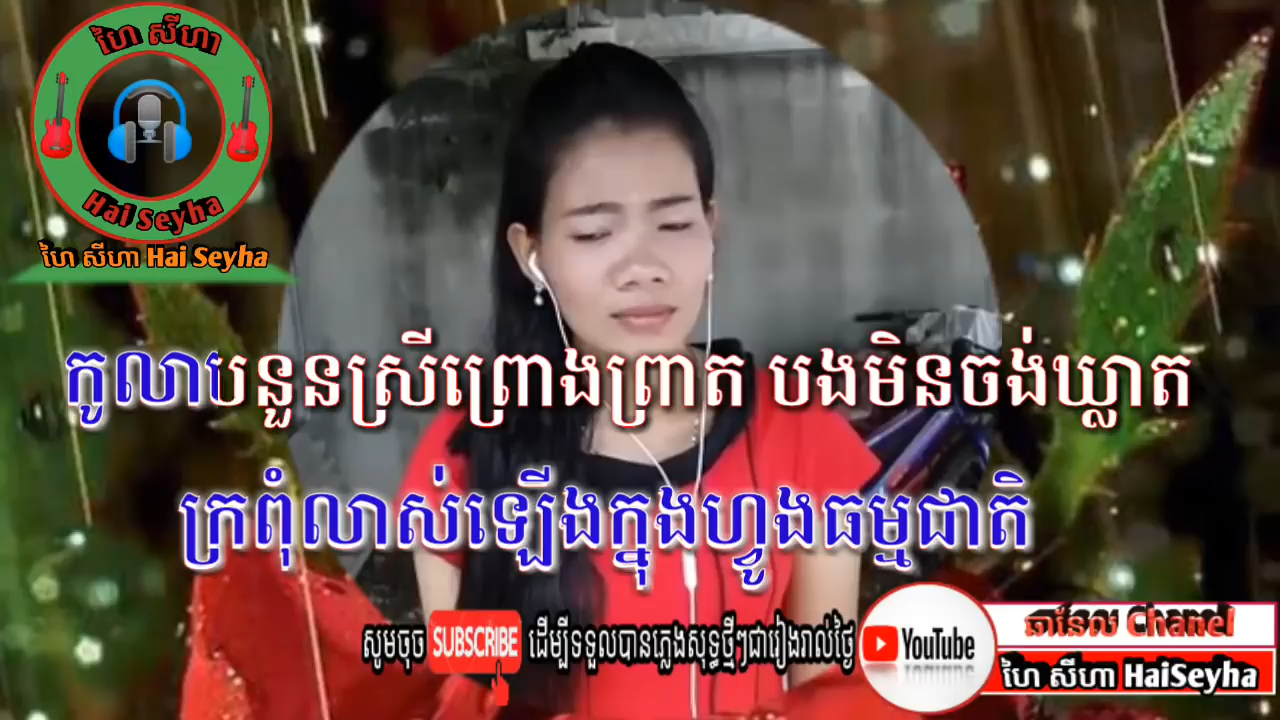 ហៃ សីហា
Hai Seyha
ហៃ សីហា Hai Seyha
កូលាបនួនស្រីព្រោងព្រាត បងមិនចង់ឃ្លាត
ក្រពុំលាស់ឡើងក្នុងហ្វូងធម្មជាតិ
សូមចុច SUBSCRIBE ដើម្បីទទួលបានភ្លេងសុទ្ធថ្មីៗជារៀងរាល់ថ្ងៃ
YouTube
ឆានែល Chanel
ហៃ សីហា HaiSeyha